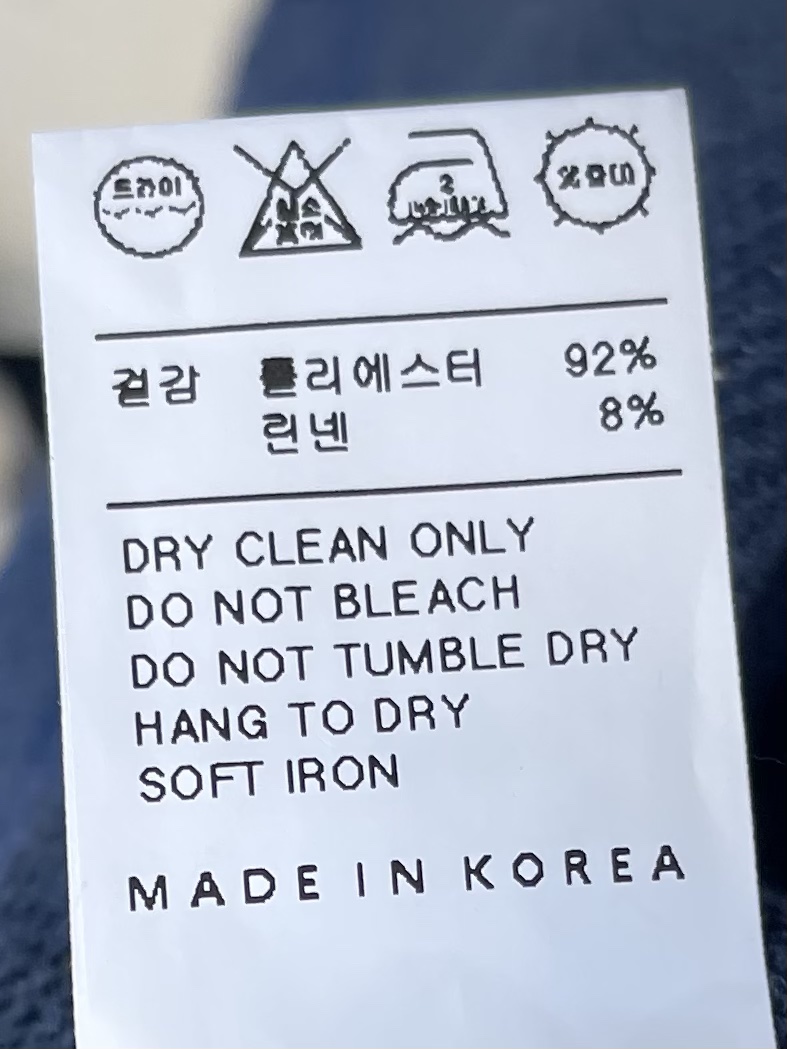 드라이
2
겉감 폴리에스터 92%
린넨 8%
DRY CLEAN ONLY
DO NOT BLEACH
DO NOT TUMBLE DRY
HANG TO DRY
SOFT IRON
MADE IN KOREA